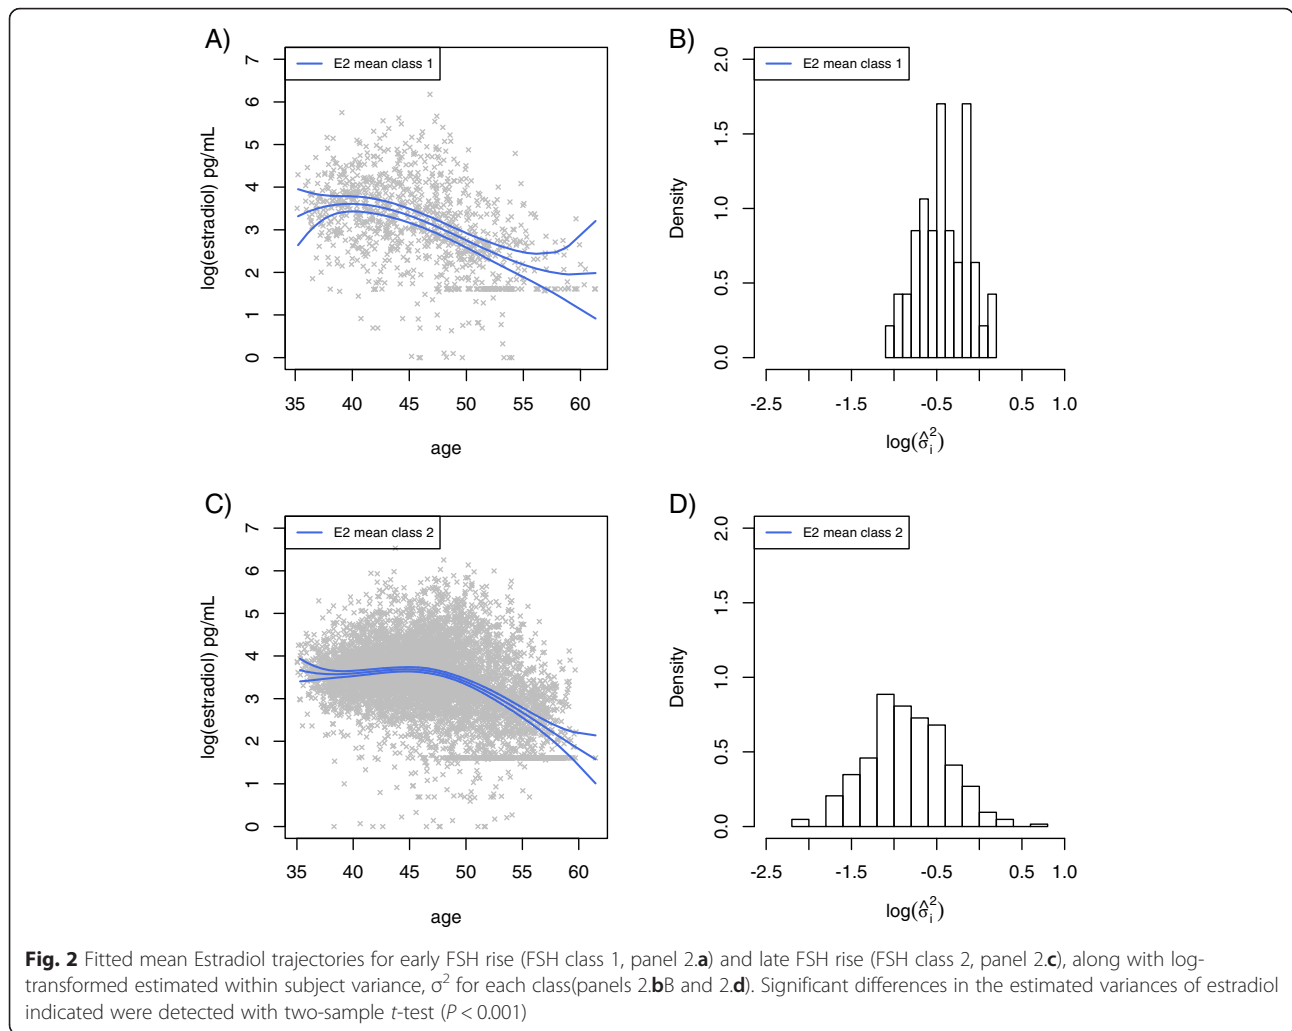 A)
E2 mean class 1
log(estradiol) pg/mL
7
6
5
4
3
2
1
0
35 40 45 50 55 60
age
B)
E2 mean class 1
Density
2.0
1.5
1.0
0.5
0.0
-2.5 -1.5 -0.5 0.5 1.0
log(σ̂ᵢ²)
C)
E2 mean class 2
log(estradiol) pg/mL
7
6
5
4
3
2
1
0
35 40 45 50 55 60
age
D)
E2 mean class 2
Density
2.0
1.5
1.0
0.5
0.0
-2.5 -1.5 -0.5 0.5 1.0
log(σ̂ᵢ²)
Fig. 2 Fitted mean Estradiol trajectories for early FSH rise (FSH class 1, panel 2.a) and late FSH rise (FSH class 2, panel 2.c), along with log-
transformed estimated within subject variance, σ² for each class(panels 2.bB and 2.d). Significant differences in the estimated variances of estradiol
indicated were detected with two-sample t-test (P < 0.001)